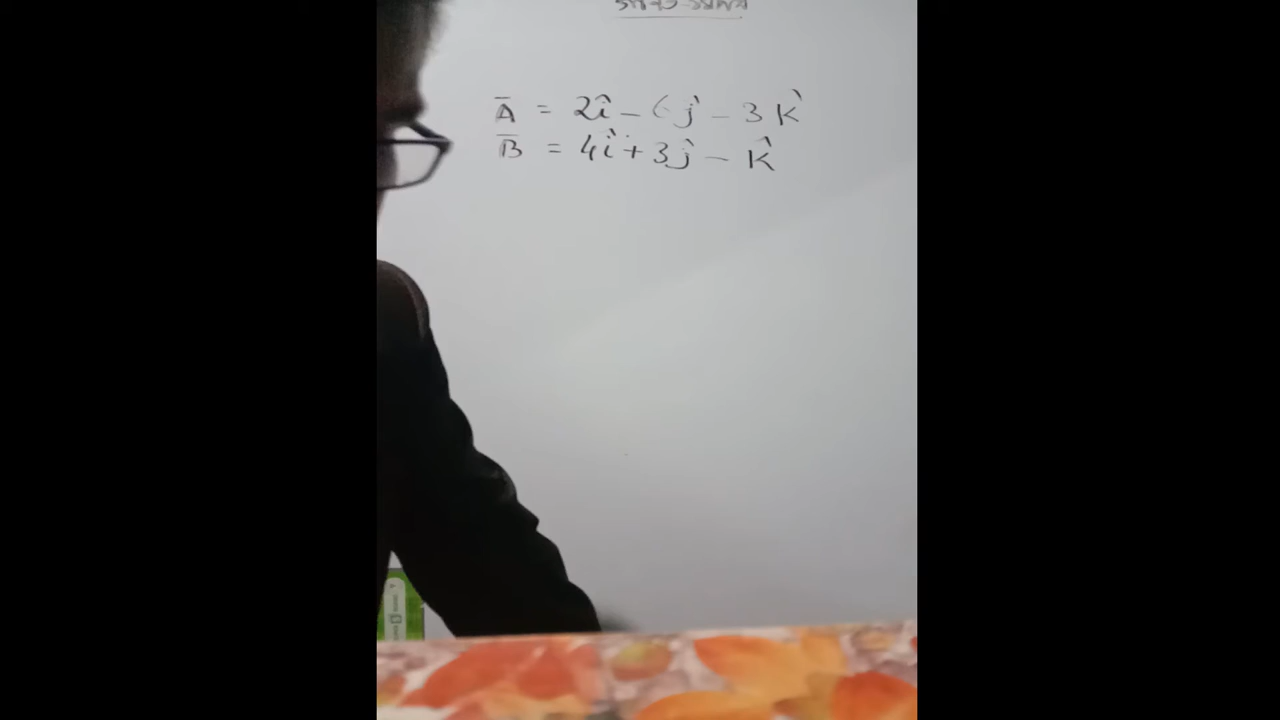 A̅ = 2î - 6ĵ - 3k̂
B̅ = 4î + 3ĵ - k̂